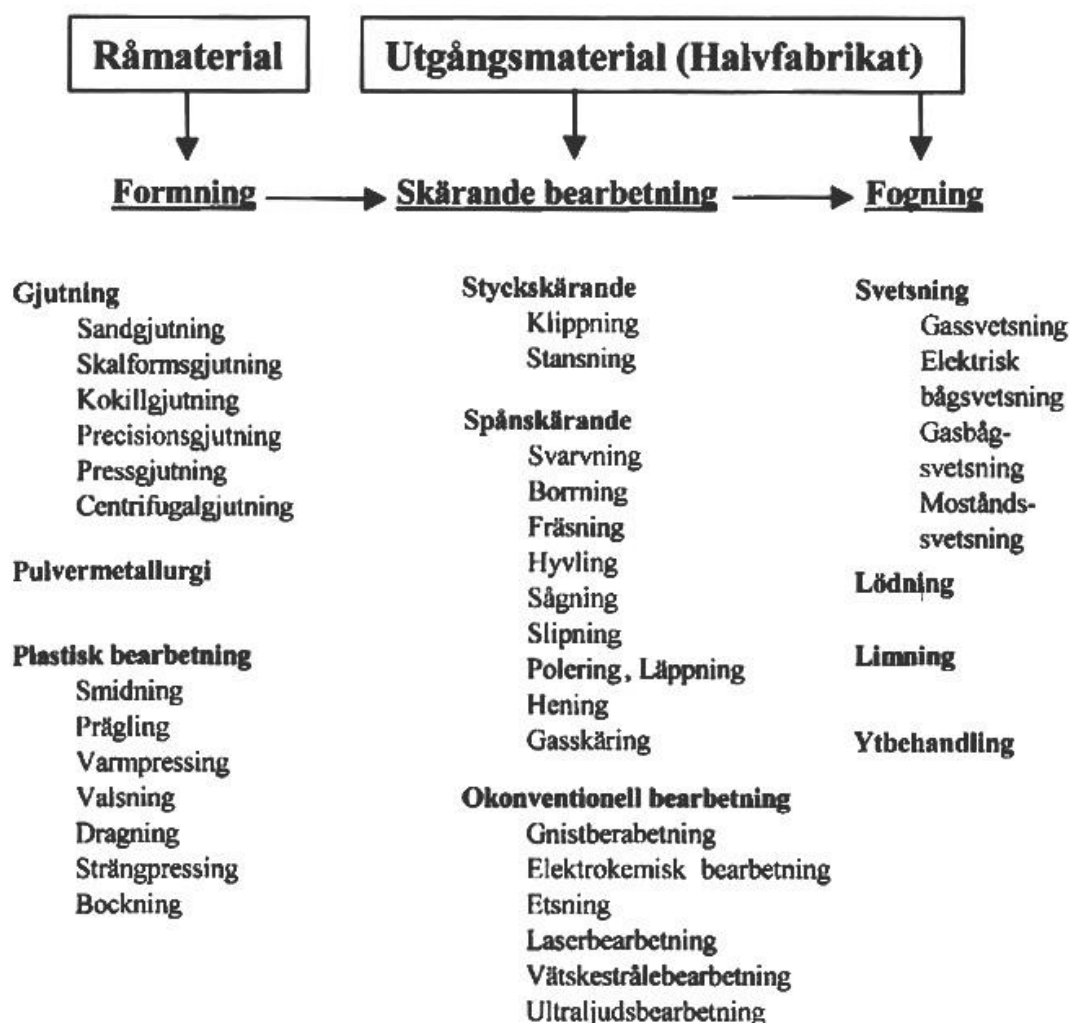 Råmaterial
Utgångsmaterial (Halvfabrikat)
Formning
Skärande bearbetning
Fogning
Gjutning
Sandgjutning
Skalformsgjutning
Kokillgjutning
Precisionsgjutning
Pressgjutning
Centrifugalgjutning
Pulvermetallurgi
Plastisk bearbetning
Smidning
Prägling
Varmpressing
Valsning
Dragning
Strängpressing
Bockning
Styckskärande
Klippning
Stansning
Spånskärande
Svarvning
Borrning
Fräsning
Hyvling
Sågning
Slipning
Polering, Läppning
Hening
Gasskäring
Okonventionell bearbetning
Gnistberabetning
Elektrokemisk bearbetning
Etsning
Laserbearbetning
Vätskestrålebearbetning
Ultraljudsbearbetning
Svetsning
Gassvetsning
Elektrisk
bågsvetsning
Gasbåg-
svetsning
Mostånds-
svetsning
Lödning
Limning
Ytbehandling